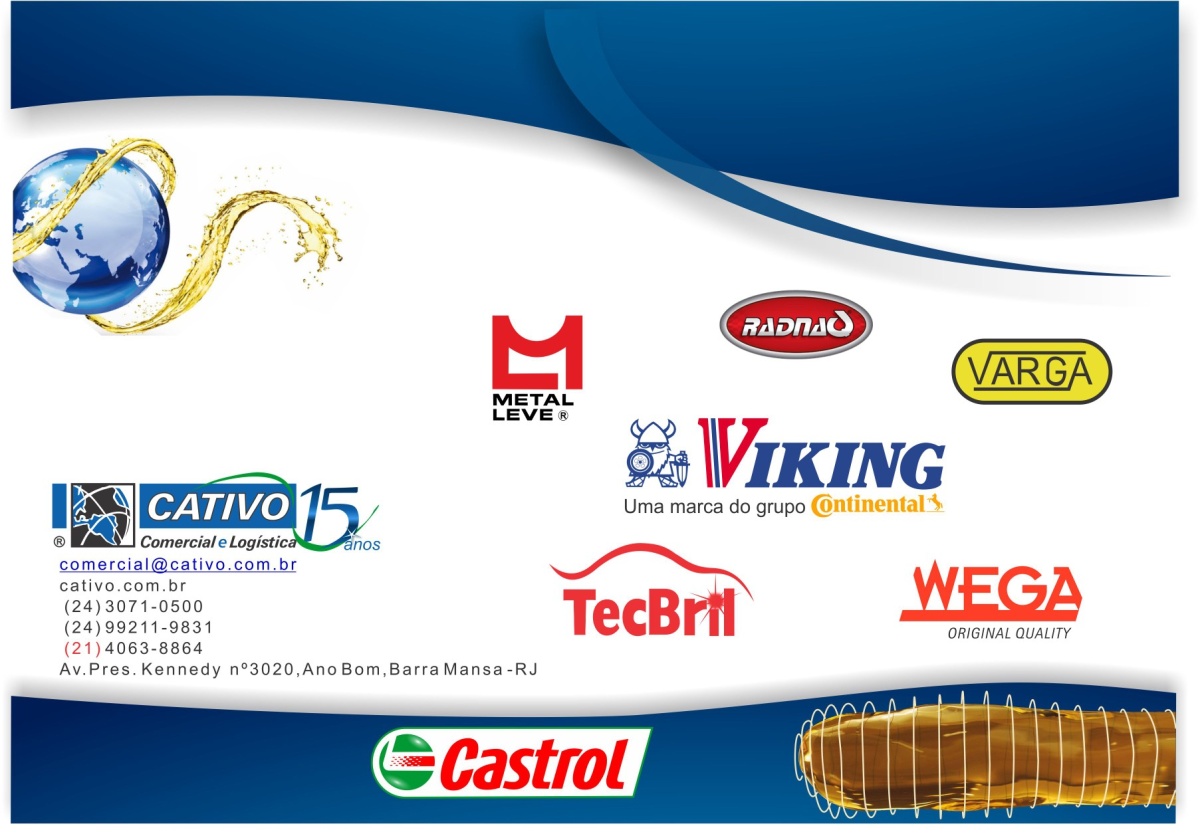 RADNAQ
VARGA
METAL
LEVE ®
VIKING
Uma marca do grupo Continental
CATIVO 15
® Comercial e Logística anos
comercial@cativo.com.br
cativo.com.br
(24) 3071-0500
(24) 99211-9831
(21) 4063-8864
Av. Pres. Kennedy nº3020, Ano Bom, Barra Mansa - RJ
TecBril
WEGA
ORIGINAL QUALITY
Castrol